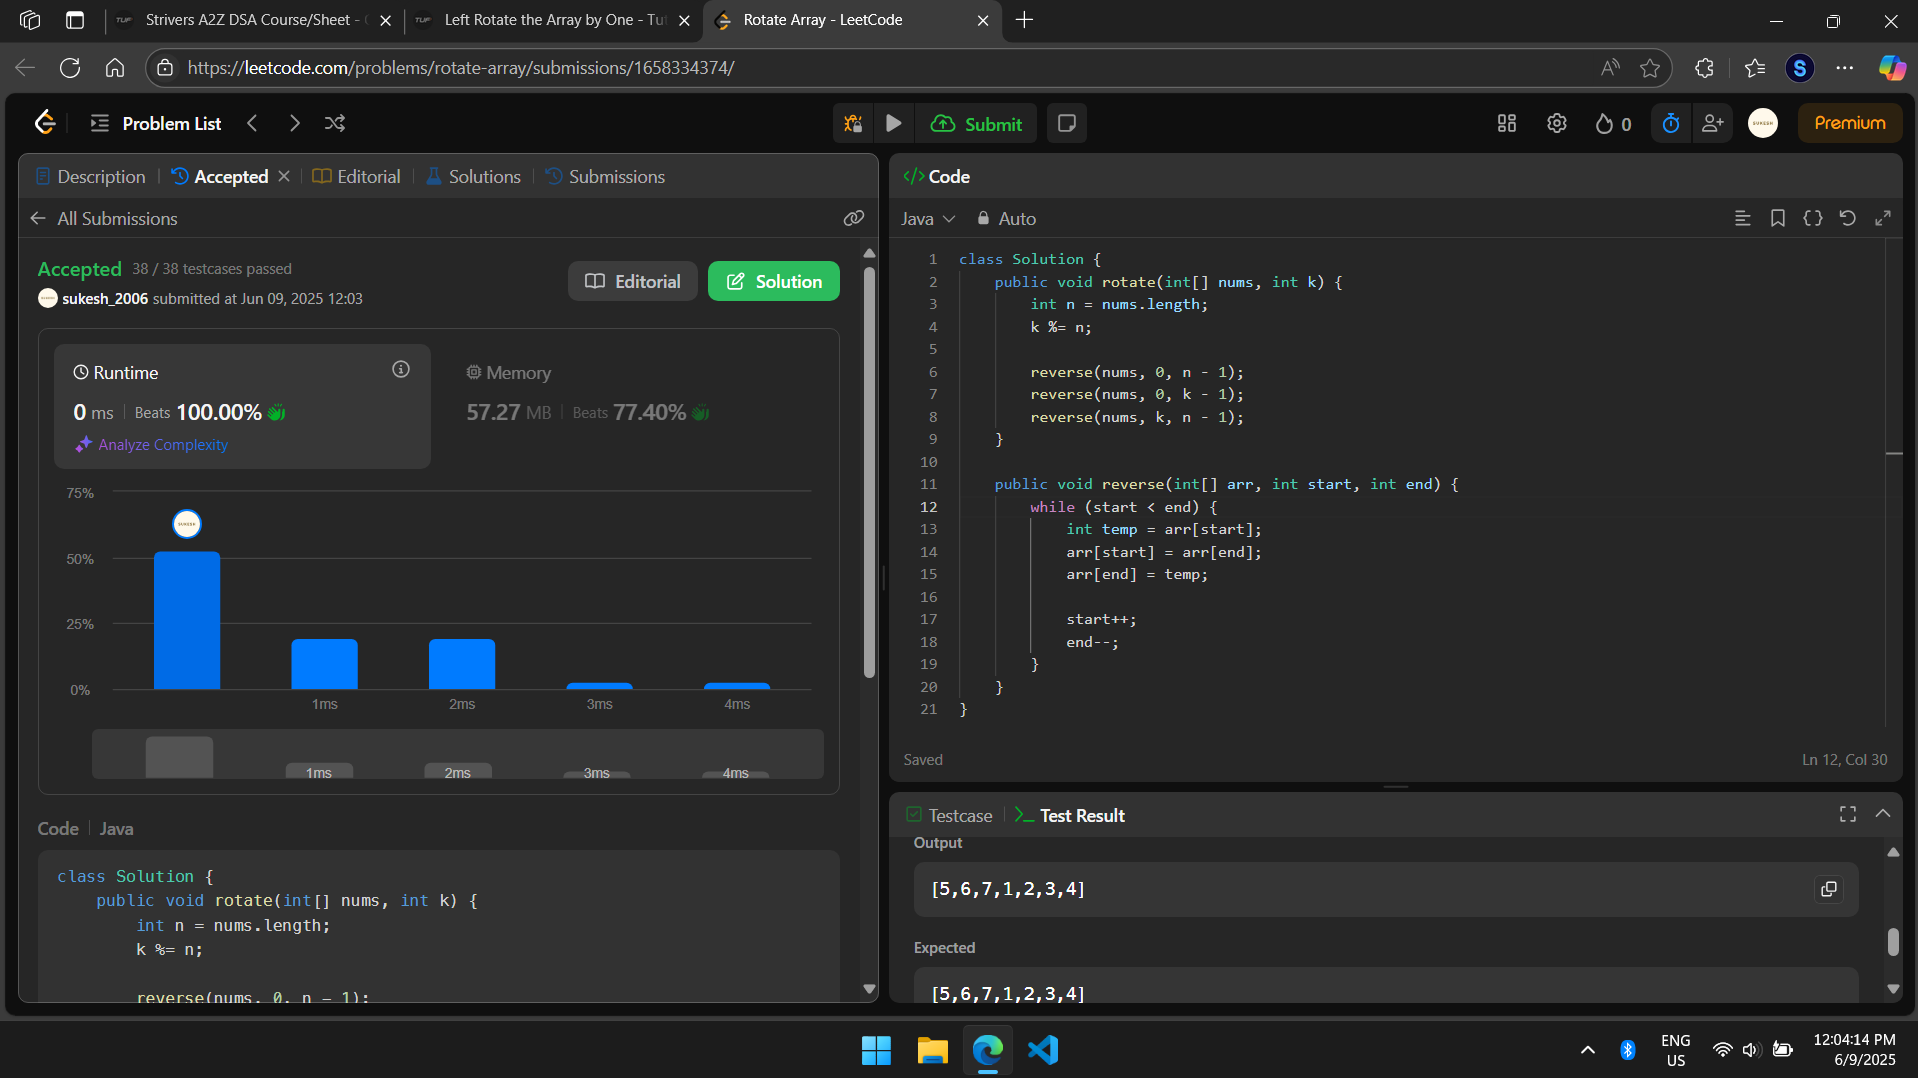 Strivers A2Z DSA Course/Sheet -
Left Rotate the Array by One - Tu
Rotate Array - LeetCode
https://leetcode.com/problems/rotate-array/submissions/1658334374/
S
Problem List
Submit
0
Premium
Description
Accepted
Editorial
Solutions
Submissions
All Submissions
Accepted 38 / 38 testcases passed
sukesh_2006 submitted at Jun 09, 2025 12:03
Editorial
Solution
Runtime
0 ms Beats 100.00%
Analyze Complexity
Memory
57.27 MB Beats 77.40%
75%
50%
25%
0%
1ms
2ms
3ms
4ms
1ms
2ms
3ms
4ms
Code Java
class Solution {
public void rotate(int[] nums, int k) {
int n = nums.length;
k %= n;
reverse(nums, 0, n - 1);
</> Code
Java
Auto
1 class Solution {
2 public void rotate(int[] nums, int k) {
3 int n = nums.length;
4 k %= n;
5
6 reverse(nums, 0, n - 1);
7 reverse(nums, 0, k - 1);
8 reverse(nums, k, n - 1);
9 }
10
11 public void reverse(int[] arr, int start, int end) {
12 while (start < end) {
13 int temp = arr[start];
14 arr[start] = arr[end];
15 arr[end] = temp;
16
17 start++;
18 end--;
19 }
20 }
21 }
Saved
Ln 12, Col 30
Testcase
Test Result
Output
[5,6,7,1,2,3,4]
Expected
[5,6,7,1,2,3,4]
ENG
US
12:04:14 PM
6/9/2025